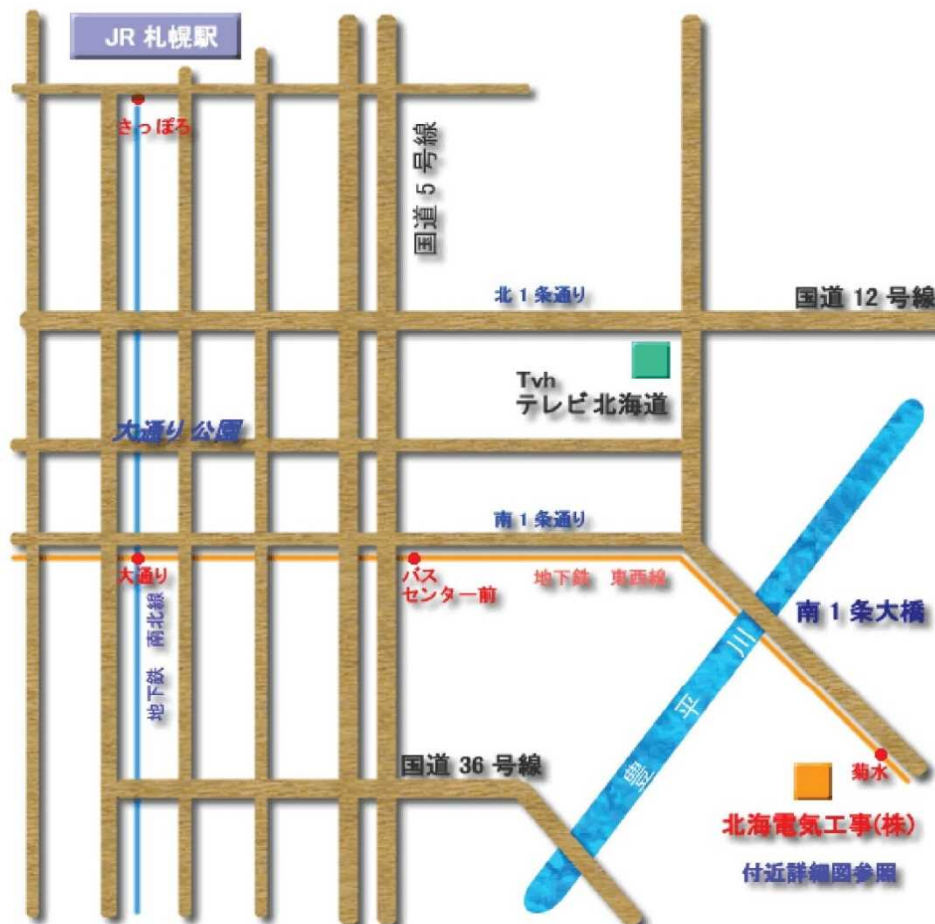 JR 札幌駅
さっぽろ
国道 5 号線
北 1 条通り
国道 12 号線
Tvh
テレビ 北海道
大通り 公園
南 1 条通り
大通り
バス
センター前
地下鉄 東西線
地下鉄 南北線
南 1 条大橋
豊平川
国道 36 号線
菊水
北海電気工事(株)
付近詳細図参照